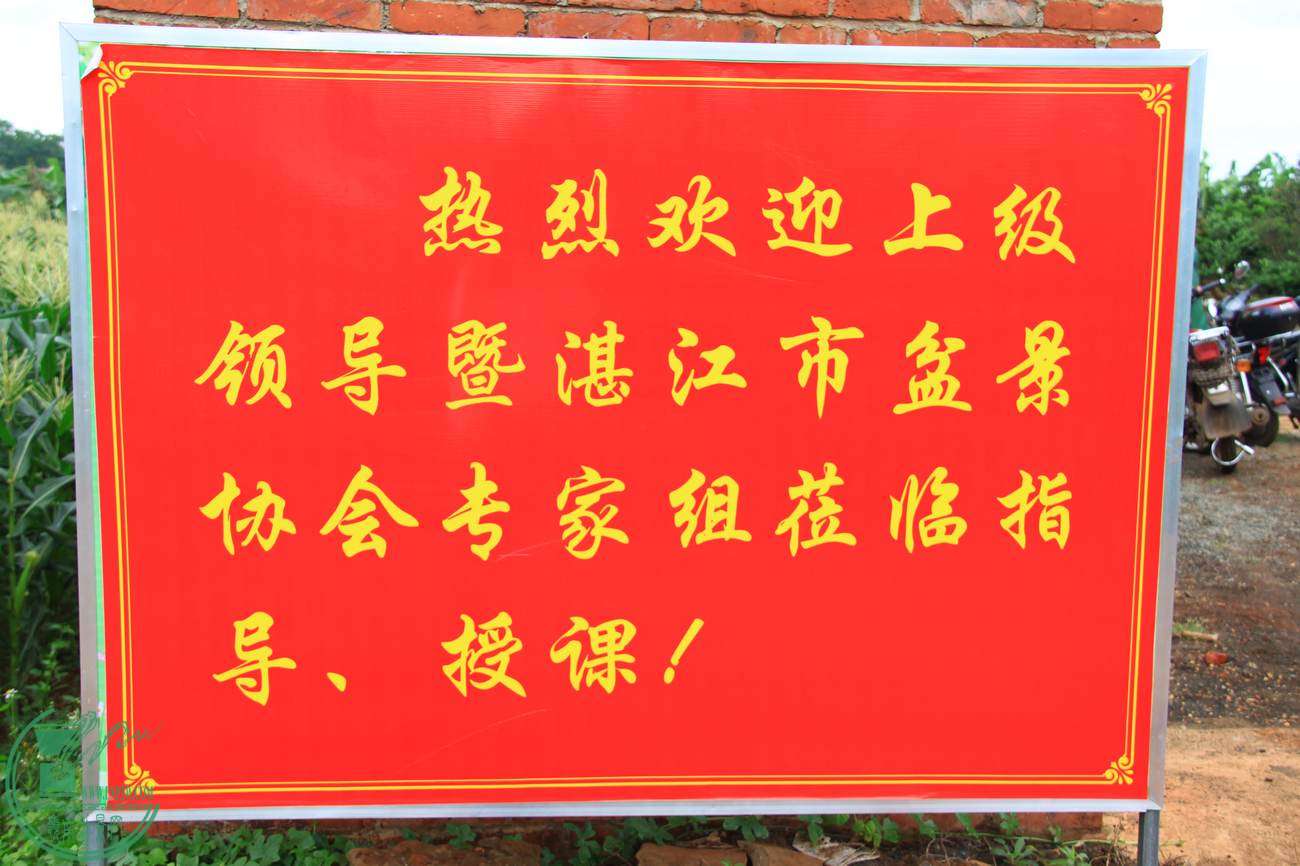 热烈欢迎上级
领导暨湛江市盆景
协会专家组莅临指
导、授课！